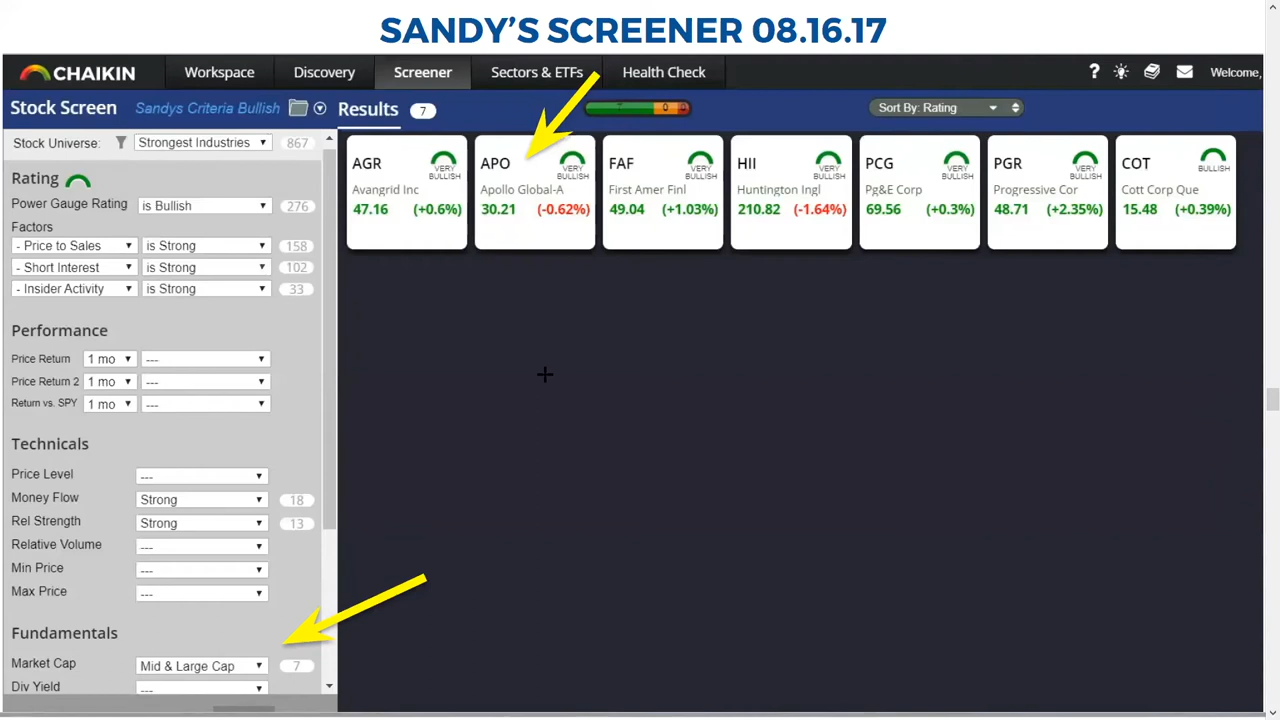 SANDY'S SCREENER 08.16.17
CHAIKIN Workspace Discovery Screener Sectors & ETFs Health Check ? Welcome,
Stock Screen Sandys Criteria Bullish Results 7 7 0 0 Sort By: Rating
Stock Universe: Strongest Industries 867
Rating
Power Gauge Rating is Bullish 276
Factors
- Price to Sales is Strong 158
- Short Interest is Strong 102
- Insider Activity is Strong 33
Performance
Price Return 1 mo ---
Price Return 2 1 mo ---
Return vs. SPY 1 mo ---
Technicals
Price Level ---
Money Flow Strong 18
Rel Strength Strong 13
Relative Volume ---
Min Price ---
Max Price ---
Fundamentals
Market Cap Mid & Large Cap 7
Div Yield ---
AGR VERY BULLISH
Avangrid Inc
47.16 (+0.6%)
APO VERY BULLISH
Apollo Global-A
30.21 (-0.62%)
FAF VERY BULLISH
First Amer Finl
49.04 (+1.03%)
HII VERY BULLISH
Huntington Ingl
210.82 (-1.64%)
PCG VERY BULLISH
Pg&E Corp
69.56 (+0.3%)
PGR VERY BULLISH
Progressive Cor
48.71 (+2.35%)
COT VERY BULLISH
Cott Corp Que
15.48 (+0.39%)